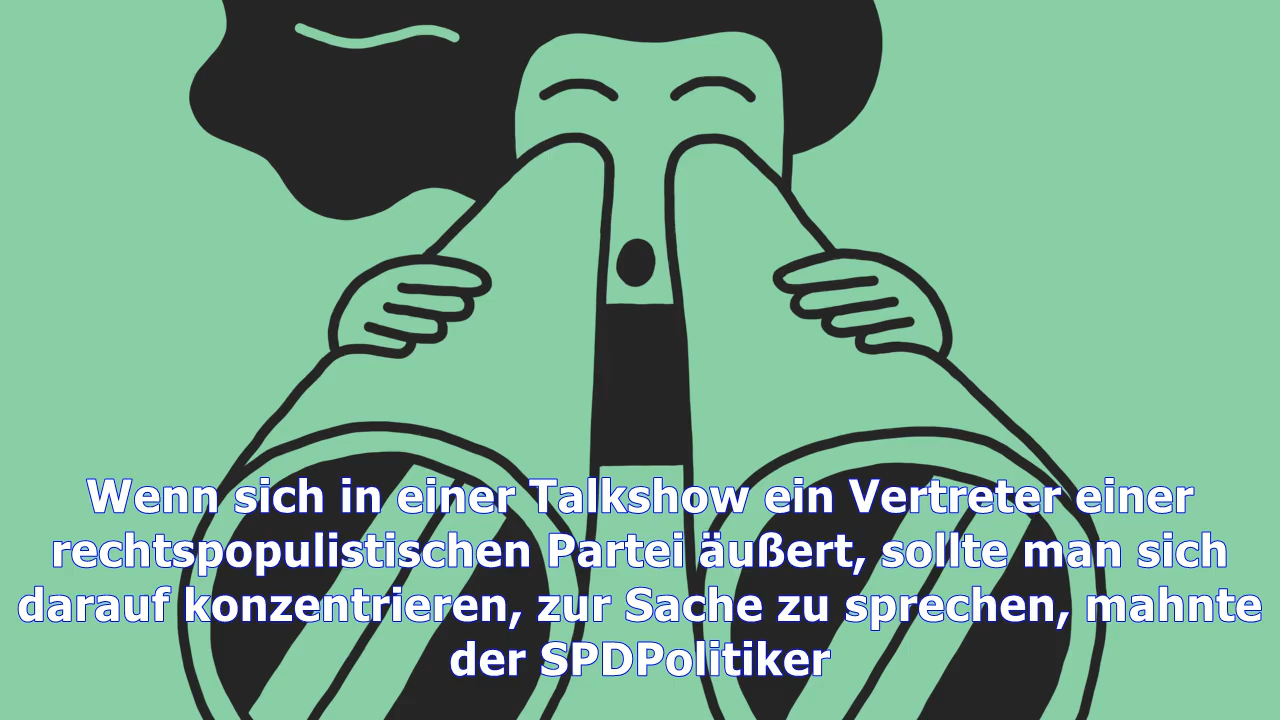 Wenn sich in einer Talkshow ein Vertreter einer
rechtspopulistischen Partei äußert, sollte man sich
darauf konzentrieren, zur Sache zu sprechen, mahnte
der SPDPolitiker